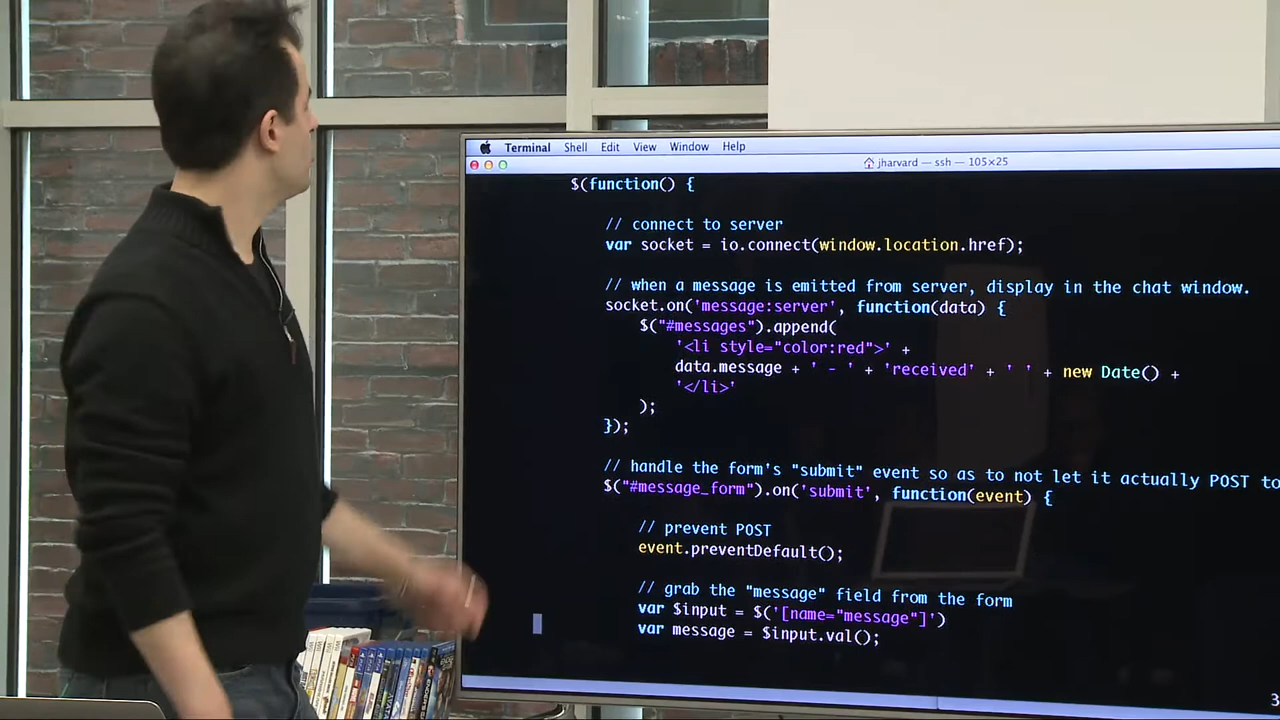 Terminal Shell Edit View Window Help
jharvard — ssh — 105×25
$(function() {
// connect to server
var socket = io.connect(window.location.href);
// when a message is emitted from server, display in the chat window.
socket.on('message:server', function(data) {
$("#messages").append(
'<li style="color:red">' +
data.message + ' - ' + 'received' + ' ' + new Date() +
'</li>'
);
});
// handle the form's "submit" event so as to not let it actually POST to
$("#message_form").on('submit', function(event) {
// prevent POST
event.preventDefault();
// grab the "message" field from the form
var $input = $('[name="message"]')
var message = $input.val();
3